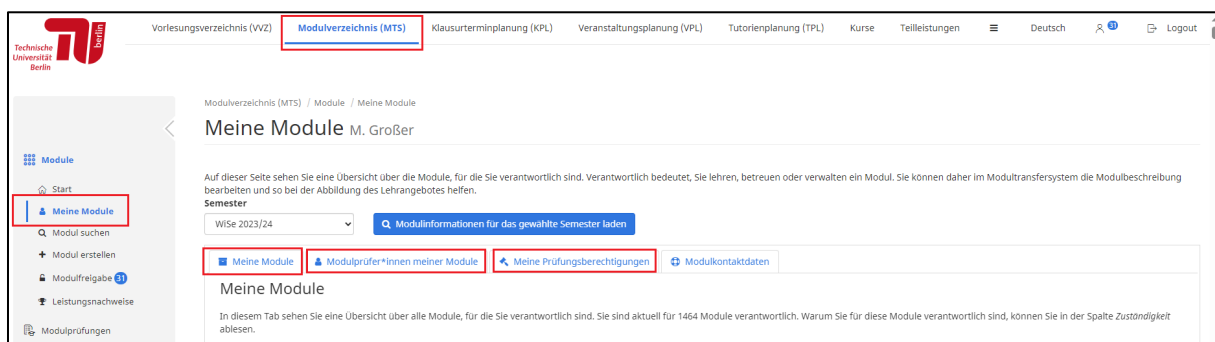 Technische
Universität
Berlin
berlin
Vorlesungsverzeichnis (VVZ) Modulverzeichnis (MTS) Klausurterminplanung (KPL) Veranstaltungsplanung (VPL) Tutorienplanung (TPL) Kurse Teilleistungen Deutsch 31 Logout
Modulverzeichnis (MTS) / Module / Meine Module
Meine Module M. Großer
Module
Start
Meine Module
Modul suchen
Modul erstellen
Modulfreigabe 31
Leistungsnachweise
Modulprüfungen
Auf dieser Seite sehen Sie eine Übersicht über die Module, für die Sie verantwortlich sind. Verantwortlich bedeutet, Sie lehren, betreuen oder verwalten ein Modul. Sie können daher im Modultransfersystem die Modulbeschreibung
bearbeiten und so bei der Abbildung des Lehrangebotes helfen.
Semester
WiSe 2023/24 Modulinformationen für das gewählte Semester laden
Meine Module Modulprüfer*innen meiner Module Meine Prüfungsberechtigungen Modulkontaktdaten
Meine Module
In diesem Tab sehen Sie eine Übersicht über alle Module, für die Sie verantwortlich sind. Sie sind aktuell für 1464 Module verantwortlich. Warum Sie für diese Module verantwortlich sind, können Sie in der Spalte Zuständigkeit
ablesen.